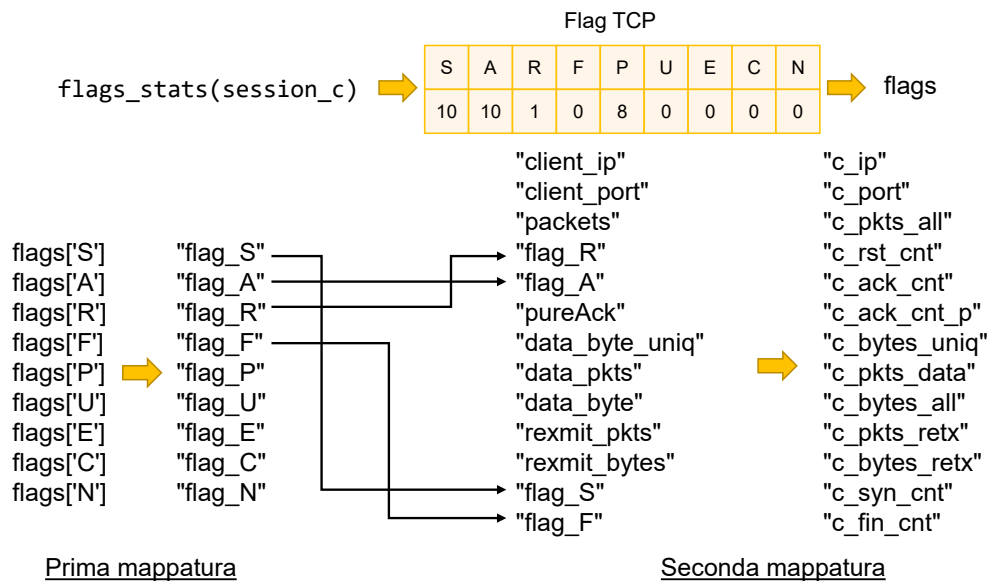 Flag TCP
flags_stats(session_c)
S A R F P U E C N
10 10 1 0 8 0 0 0 0
flags
flags['S']
flags['A']
flags['R']
flags['F']
flags['P']
flags['U']
flags['E']
flags['C']
flags['N']
"flag_S"
"flag_A"
"flag_R"
"flag_F"
"flag_P"
"flag_U"
"flag_E"
"flag_C"
"flag_N"
Prima mappatura
"client_ip"
"client_port"
"packets"
"flag_R"
"flag_A"
"pureAck"
"data_byte_uniq"
"data_pkts"
"data_byte"
"rexmit_pkts"
"rexmit_bytes"
"flag_S"
"flag_F"
"c_ip"
"c_port"
"c_pkts_all"
"c_rst_cnt"
"c_ack_cnt"
"c_ack_cnt_p"
"c_bytes_uniq"
"c_pkts_data"
"c_bytes_all"
"c_pkts_retx"
"c_bytes_retx"
"c_syn_cnt"
"c_fin_cnt"
Seconda mappatura